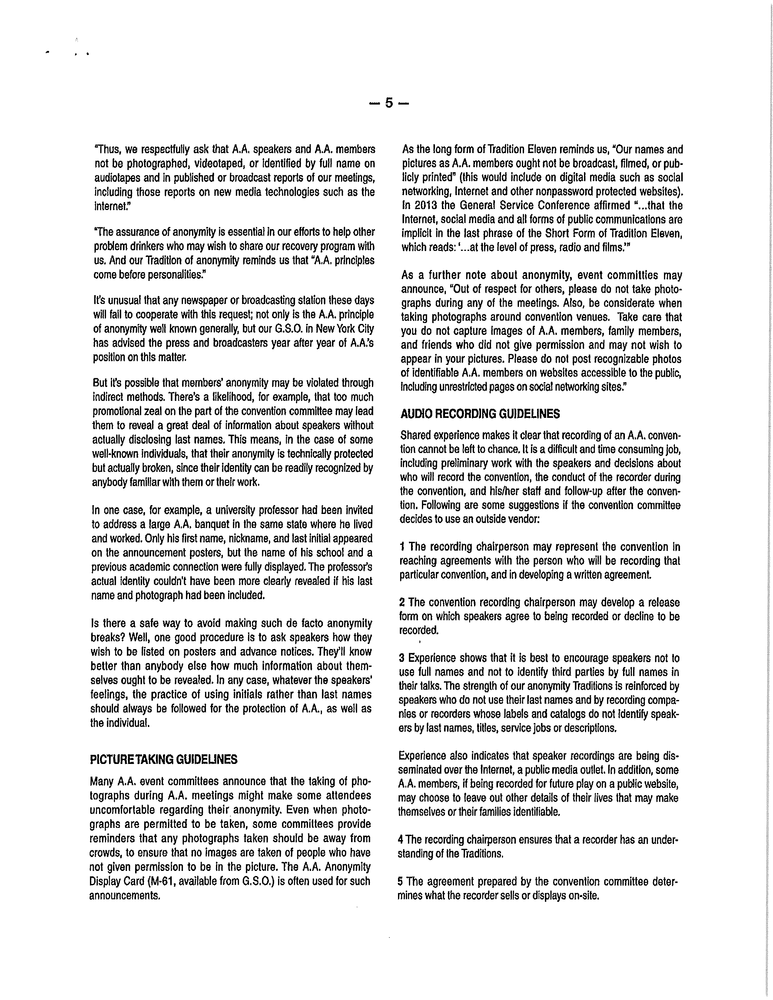 — 5 —
“Thus, we respectfully ask that A.A. speakers and A.A. members
not be photographed, videotaped, or identified by full name on
audiotapes and in published or broadcast reports of our meetings,
including those reports on new media technologies such as the
Internet.”
“The assurance of anonymity is essential in our efforts to help other
problem drinkers who may wish to share our recovery program with
us. And our Tradition of anonymity reminds us that “A.A. principles
come before personalities.”
It's unusual that any newspaper or broadcasting station these days
will fail to cooperate with this request; not only is the A.A. principle
of anonymity well known generally, but our G.S.O. in New York City
has advised the press and broadcasters year after year of A.A.'s
position on this matter.
But it's possible that members' anonymity may be violated through
indirect methods. There's a likelihood, for example, that too much
promotional zeal on the part of the convention committee may lead
them to reveal a great deal of information about speakers without
actually disclosing last names. This means, in the case of some
well-known individuals, that their anonymity is technically protected
but actually broken, since their identity can be readily recognized by
anybody familiar with them or their work.
In one case, for example, a university professor had been invited
to address a large A.A. banquet in the same state where he lived
and worked. Only his first name, nickname, and last initial appeared
on the announcement posters, but the name of his school and a
previous academic connection were fully displayed. The professor's
actual identity couldn't have been more clearly revealed if his last
name and photograph had been included.
Is there a safe way to avoid making such de facto anonymity
breaks? Well, one good procedure is to ask speakers how they
wish to be listed on posters and advance notices. They'll know
better than anybody else how much information about them-
selves ought to be revealed. In any case, whatever the speakers'
feelings, the practice of using initials rather than last names
should always be followed for the protection of A.A., as well as
the individual.
PICTURE TAKING GUIDELINES
Many A.A. event committees announce that the taking of pho-
tographs during A.A. meetings might make some attendees
uncomfortable regarding their anonymity. Even when photo-
graphs are permitted to be taken, some committees provide
reminders that any photographs taken should be away from
crowds, to ensure that no images are taken of people who have
not given permission to be in the picture. The A.A. Anonymity
Display Card (M-61, available from G.S.O.) is often used for such
announcements.
As the long form of Tradition Eleven reminds us, “Our names and
pictures as A.A. members ought not be broadcast, filmed, or pub-
licly printed” (this would include on digital media such as social
networking, Internet and other nonpassword protected websites).
In 2013 the General Service Conference affirmed “...that the
Internet, social media and all forms of public communications are
implicit in the last phrase of the Short Form of Tradition Eleven,
which reads: ‘...at the level of press, radio and films.’”
As a further note about anonymity, event committies may
announce, “Out of respect for others, please do not take photo-
graphs during any of the meetings. Also, be considerate when
taking photographs around convention venues. Take care that
you do not capture images of A.A. members, family members,
and friends who did not give permission and may not wish to
appear in your pictures. Please do not post recognizable photos
of identifiable A.A. members on websites accessible to the public,
including unrestricted pages on social networking sites.”
AUDIO RECORDING GUIDELINES
Shared experience makes it clear that recording of an A.A. conven-
tion cannot be left to chance. It is a difficult and time consuming job,
including preliminary work with the speakers and decisions about
who will record the convention, the conduct of the recorder during
the convention, and his/her staff and follow-up after the conven-
tion. Following are some suggestions if the convention committee
decides to use an outside vendor:
1 The recording chairperson may represent the convention in
reaching agreements with the person who will be recording that
particular convention, and in developing a written agreement.
2 The convention recording chairperson may develop a release
form on which speakers agree to being recorded or decline to be
recorded.
3 Experience shows that it is best to encourage speakers not to
use full names and not to identify third parties by full names in
their talks. The strength of our anonymity Traditions is reinforced by
speakers who do not use their last names and by recording compa-
nies or recorders whose labels and catalogs do not identify speak-
ers by last names, titles, service jobs or descriptions.
Experience also indicates that speaker recordings are being dis-
seminated over the Internet, a public media outlet. In addition, some
A.A. members, if being recorded for future play on a public website,
may choose to leave out other details of their lives that may make
themselves or their families identifiable.
4 The recording chairperson ensures that a recorder has an under-
standing of the Traditions.
5 The agreement prepared by the convention committee deter-
mines what the recorder sells or displays on-site.